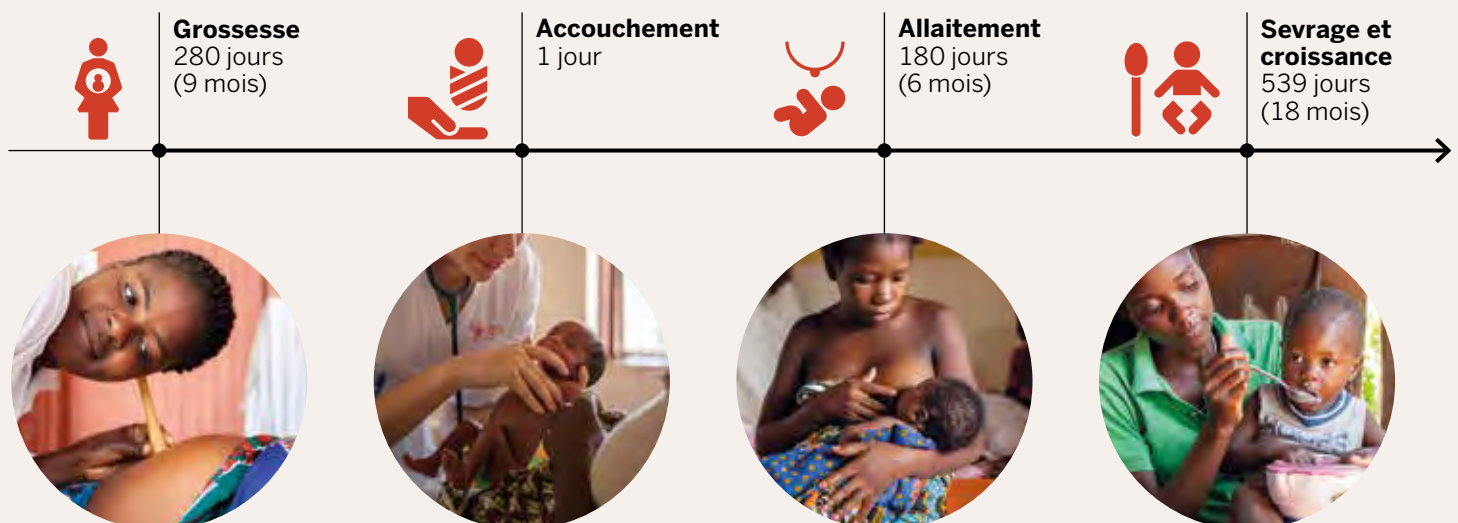 Grossesse
280 jours
(9 mois)
Accouchement
1 jour
Allaitement
180 jours
(6 mois)
Sevrage et
croissance
539 jours
(18 mois)